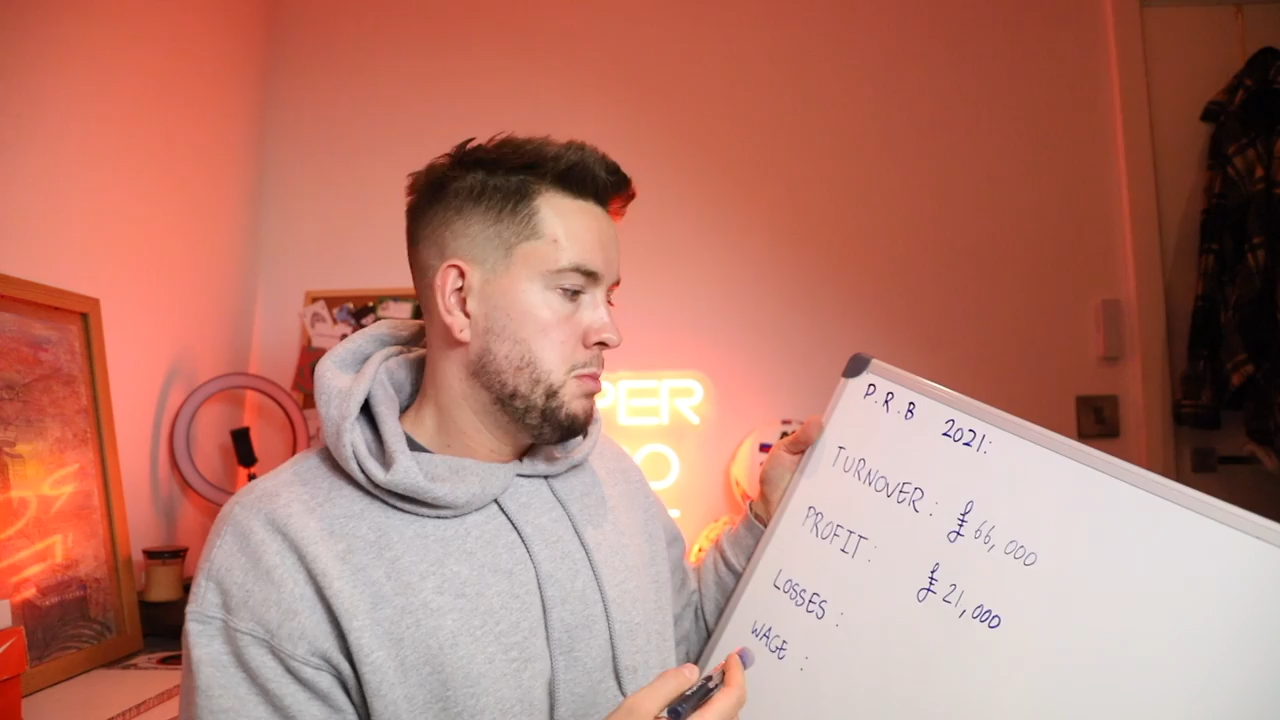 PER
O
P.R.B 2021:
TURNOVER: £66,000
PROFIT: £21,000
LOSSES:
WAGE: